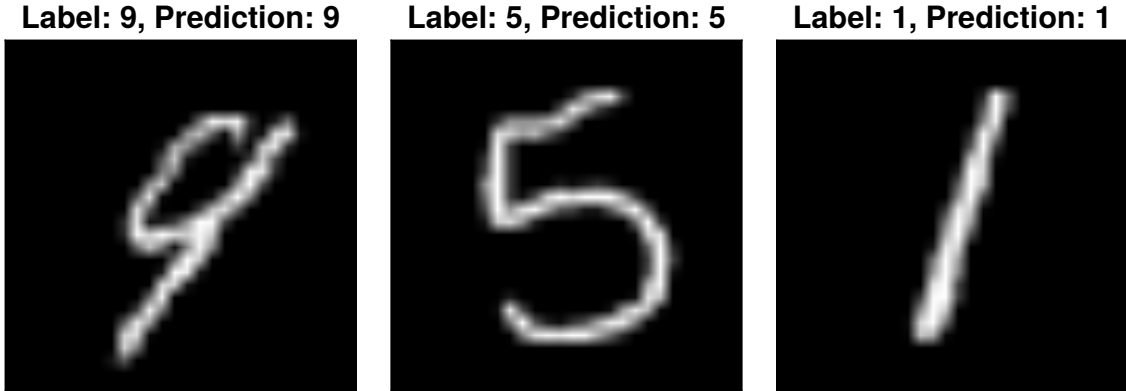 Label: 9, Prediction: 9
Label: 5, Prediction: 5
Label: 1, Prediction: 1
9
5
1